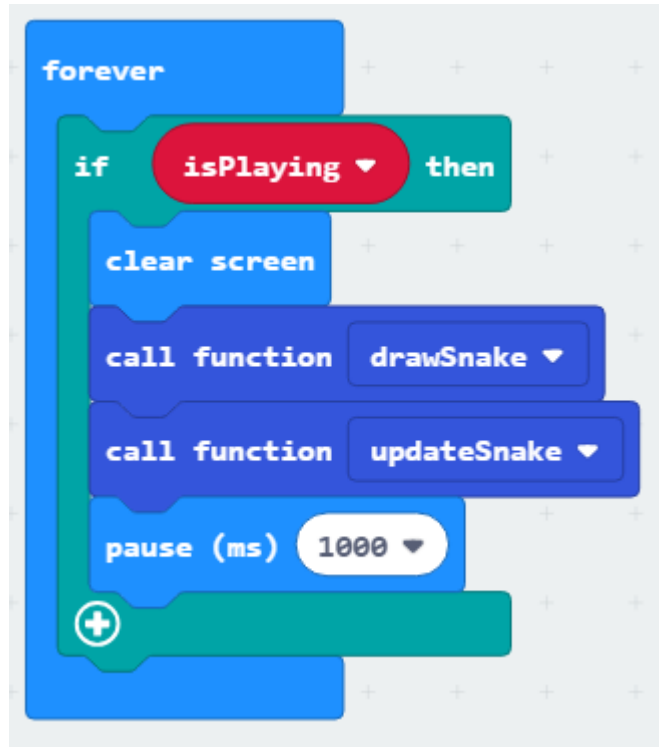 forever
if isPlaying then
clear screen
call function drawSnake
call function updateSnake
pause (ms) 1000